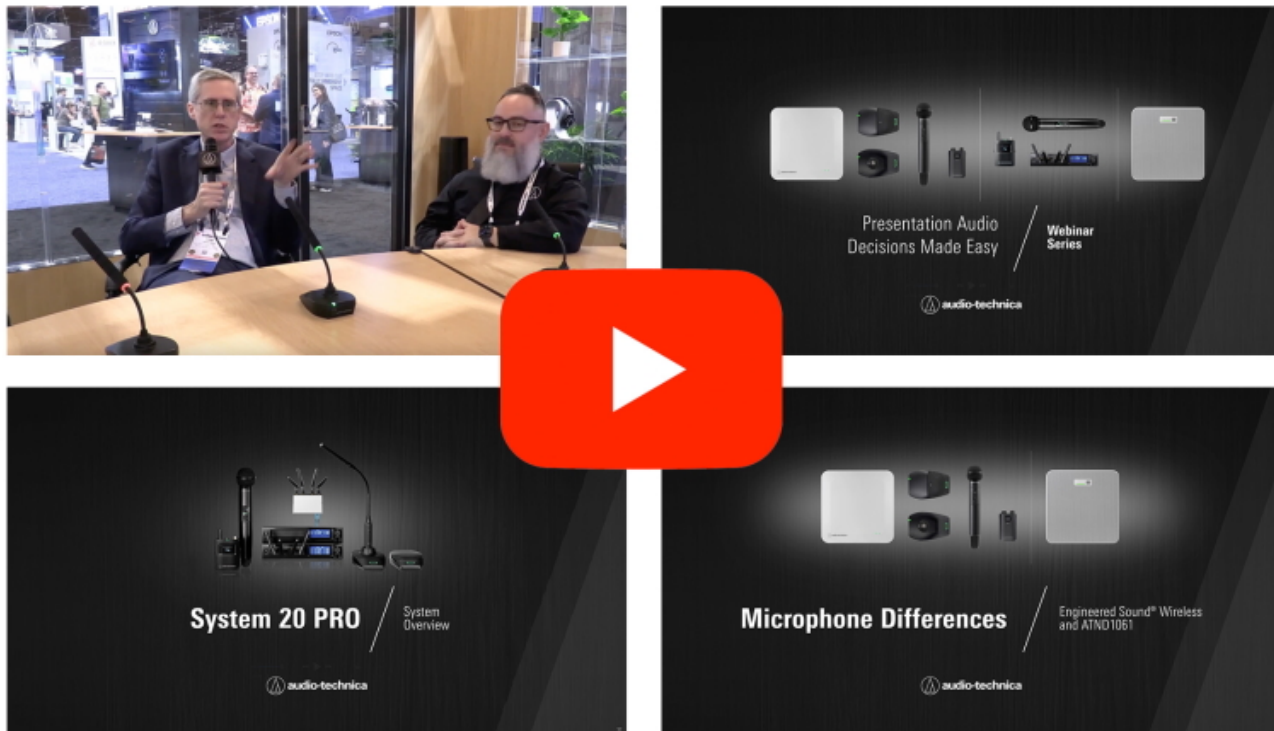 EPSON
Presentation Audio
Decisions Made Easy
Webinar
Series
audio-technica
System 20 PRO
System
Overview
audio-technica
Microphone Differences
Engineered Sound® Wireless
and ATND1061
audio-technica